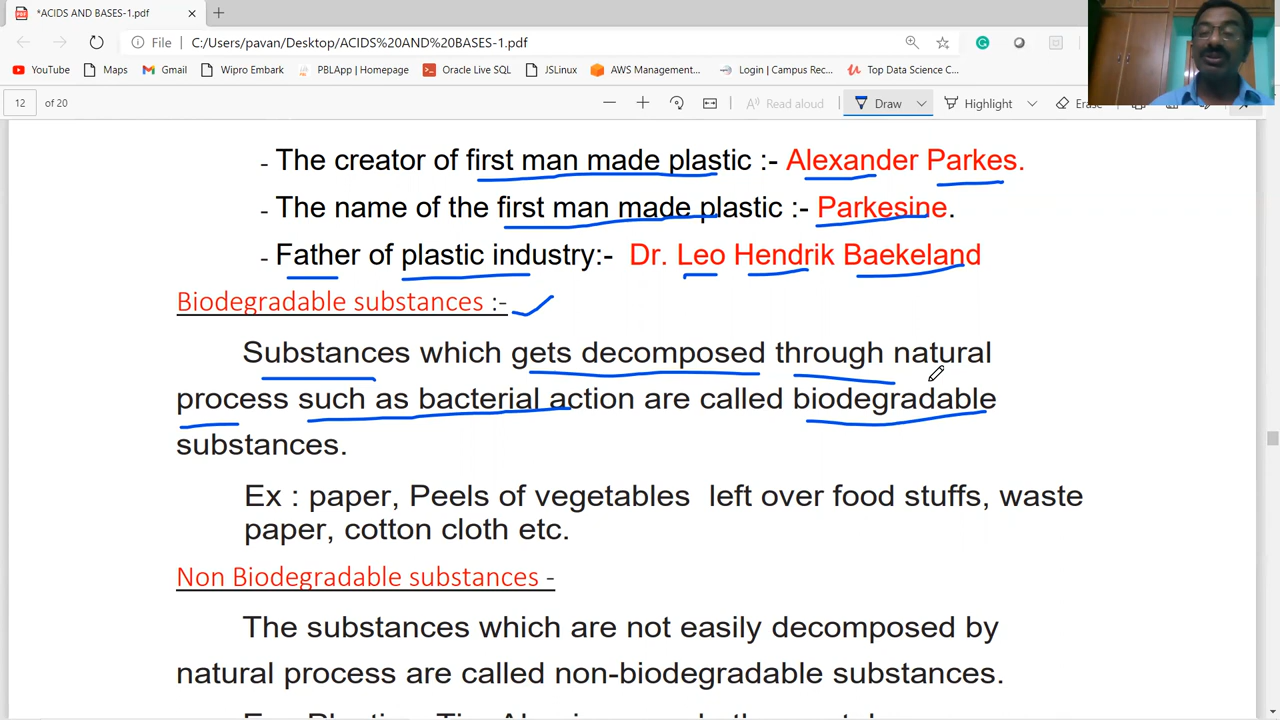 *ACIDS AND BASES-1.pdf
File C:/Users/pavan/Desktop/ACIDS%20AND%20BASES-1.pdf
YouTube Maps Gmail Wipro Embark PBLApp | Homepage Oracle Live SQL JSLinux AWS Management... Login | Campus Rec... Top Data Science C...
12 of 20 Read aloud Draw Highlight Erase
- The creator of first man made plastic :- Alexander Parkes.
- The name of the first man made plastic :- Parkesine.
- Father of plastic industry:- Dr. Leo Hendrik Baekeland
Biodegradable substances :-
Substances which gets decomposed through natural
process such as bacterial action are called biodegradable
substances.
Ex : paper, Peels of vegetables left over food stuffs, waste
paper, cotton cloth etc.
Non Biodegradable substances -
The substances which are not easily decomposed by
natural process are called non-biodegradable substances.